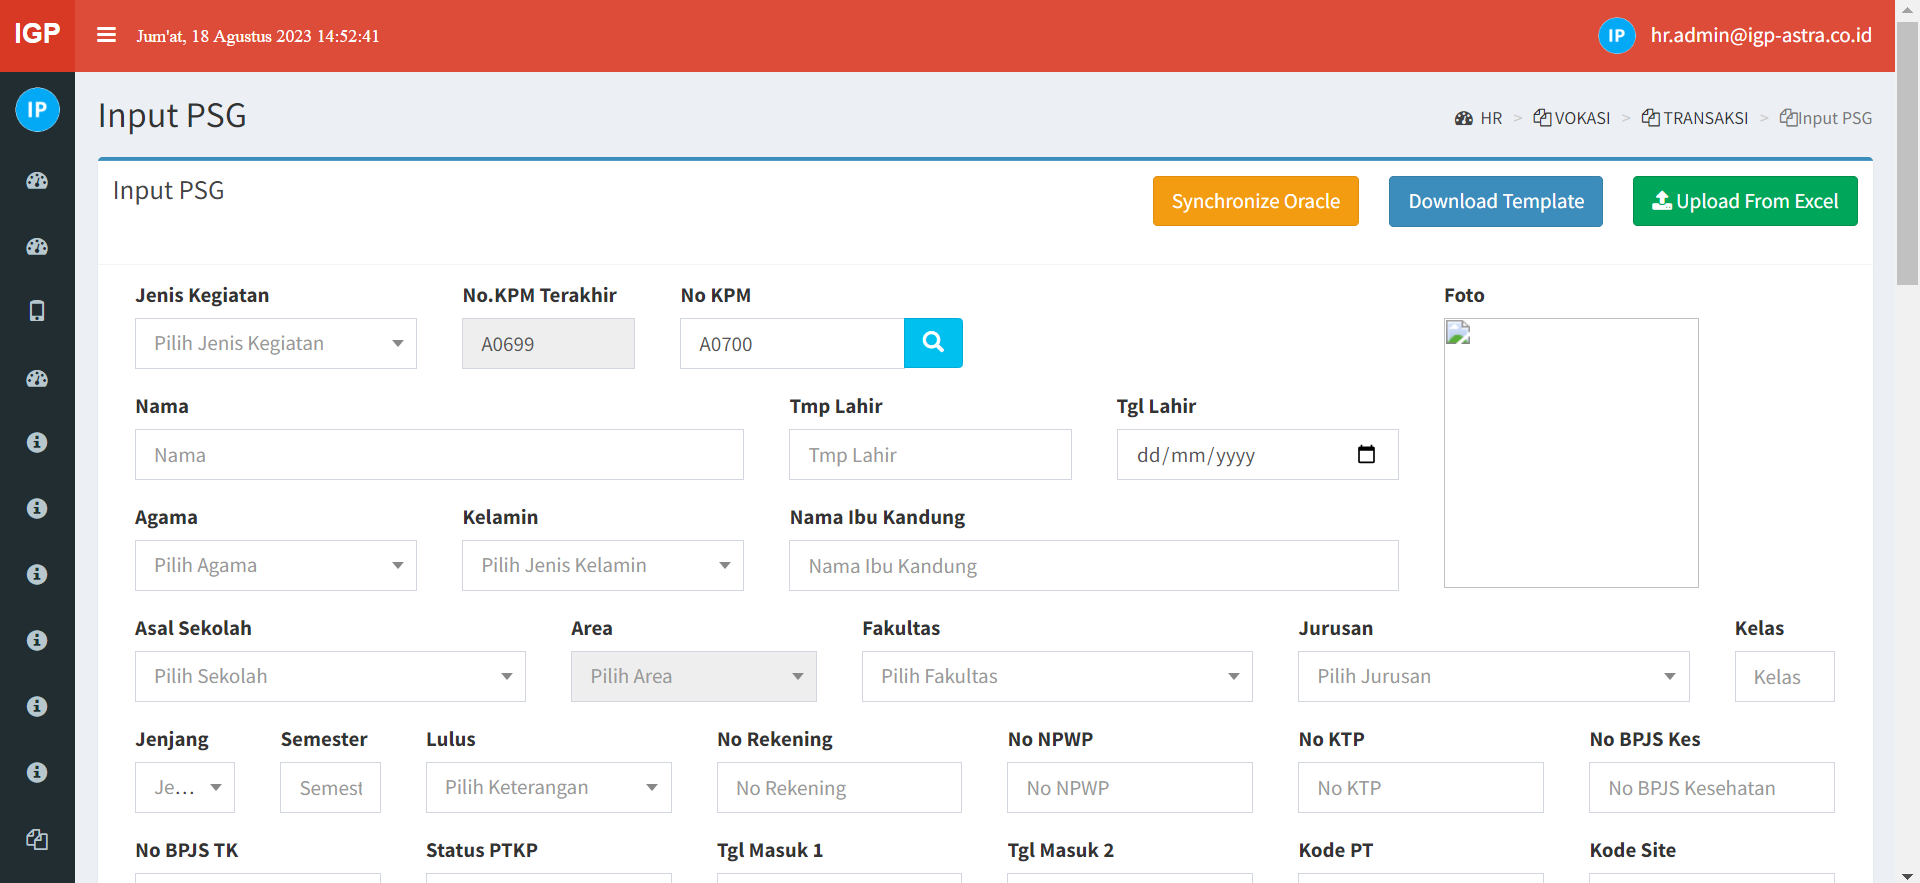 IGP
Jum'at, 18 Agustus 2023 14:52:41
IP hr.admin@igp-astra.co.id
IP
Input PSG
HR > VOKASI > TRANSAKSI > Input PSG
Input PSG
Synchronize Oracle Download Template Upload From Excel
Jenis Kegiatan No.KPM Terakhir No KPM Foto
Pilih Jenis Kegiatan A0699 A0700
Nama Tmp Lahir Tgl Lahir
Nama Tmp Lahir dd/mm/yyyy
Agama Kelamin Nama Ibu Kandung
Pilih Agama Pilih Jenis Kelamin Nama Ibu Kandung
Asal Sekolah Area Fakultas Jurusan Kelas
Pilih Sekolah Pilih Area Pilih Fakultas Pilih Jurusan Kelas
Jenjang Semester Lulus No Rekening No NPWP No KTP No BPJS Kes
Je... Semest Pilih Keterangan No Rekening No NPWP No KTP No BPJS Kesehatan
No BPJS TK Status PTKP Tgl Masuk 1 Tgl Masuk 2 Kode PT Kode Site